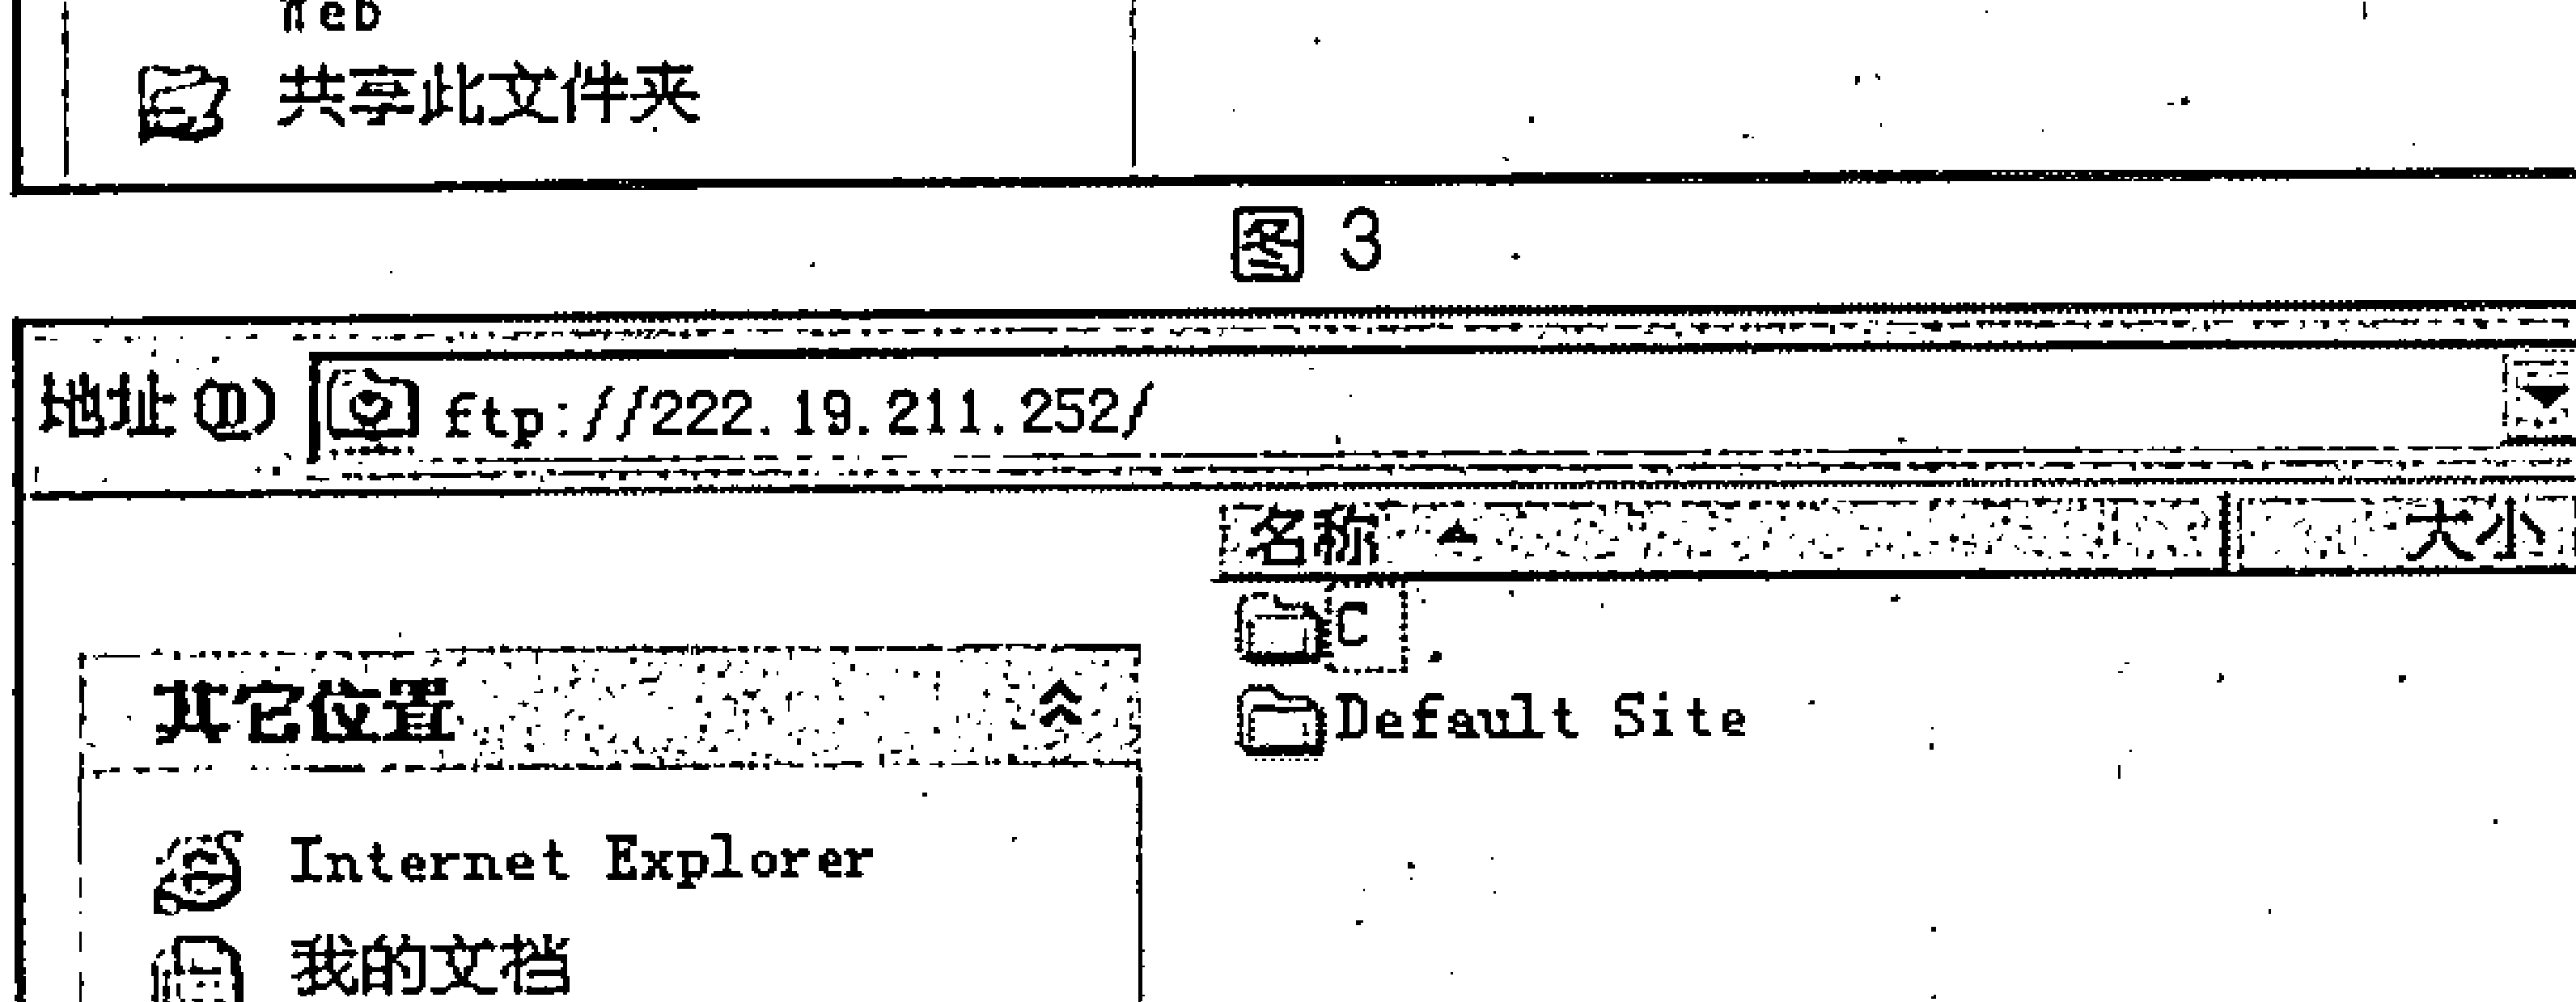 共享此文件夹
图 3
地址(D) ftp://222.19.211.252/
名称 大小
C
Default Site
其它位置
Internet Explorer
我的文档